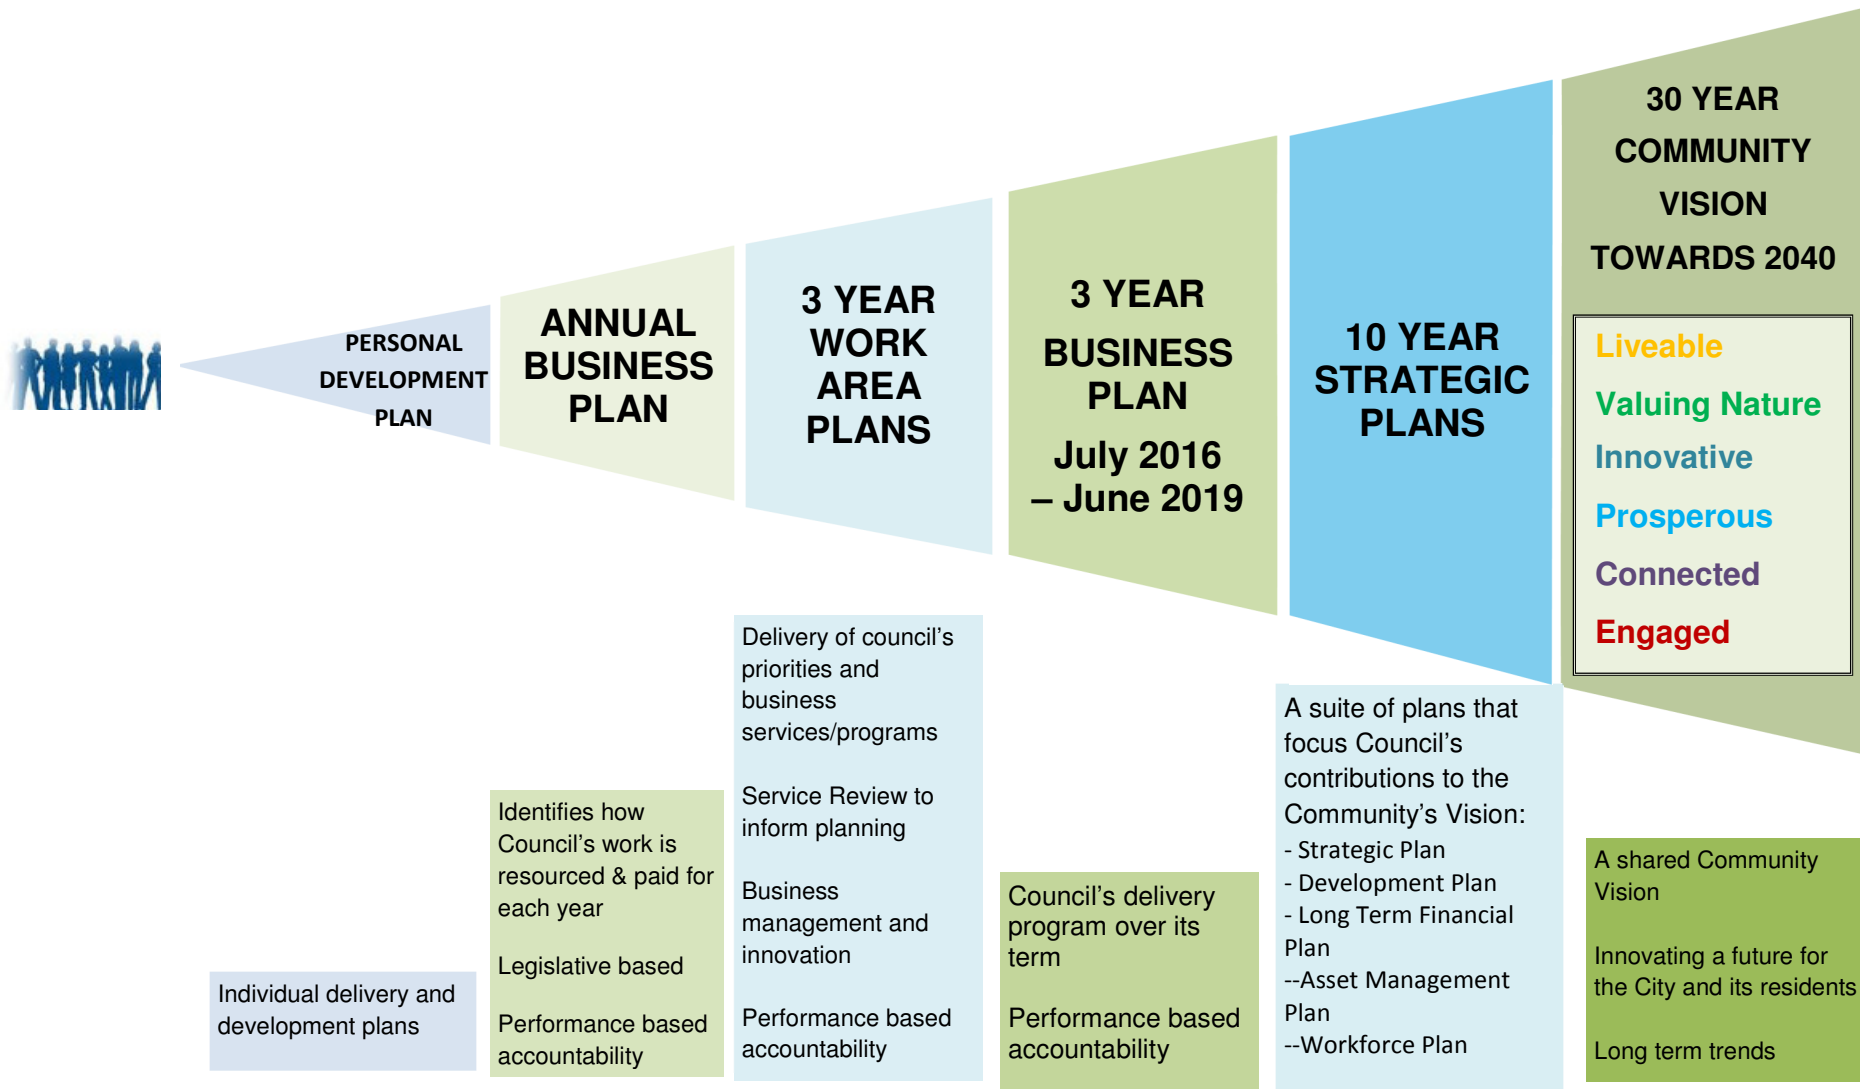 PERSONAL
DEVELOPMENT
PLAN
ANNUAL
BUSINESS
PLAN
3 YEAR
WORK
AREA
PLANS
3 YEAR
BUSINESS
PLAN
July 2016
– June 2019
10 YEAR
STRATEGIC
PLANS
30 YEAR
COMMUNITY
VISION
TOWARDS 2040
Liveable
Valuing Nature
Innovative
Prosperous
Connected
Engaged
Individual delivery and
development plans
Identifies how
Council's work is
resourced & paid for
each year
Legislative based
Performance based
accountability
Delivery of council's
priorities and
business
services/programs
Service Review to
inform planning
Business
management and
innovation
Performance based
accountability
Council's delivery
program over its
term
Performance based
accountability
A suite of plans that
focus Council's
contributions to the
Community's Vision:
- Strategic Plan
- Development Plan
- Long Term Financial
Plan
--Asset Management
Plan
--Workforce Plan
A shared Community
Vision
Innovating a future for
the City and its residents
Long term trends